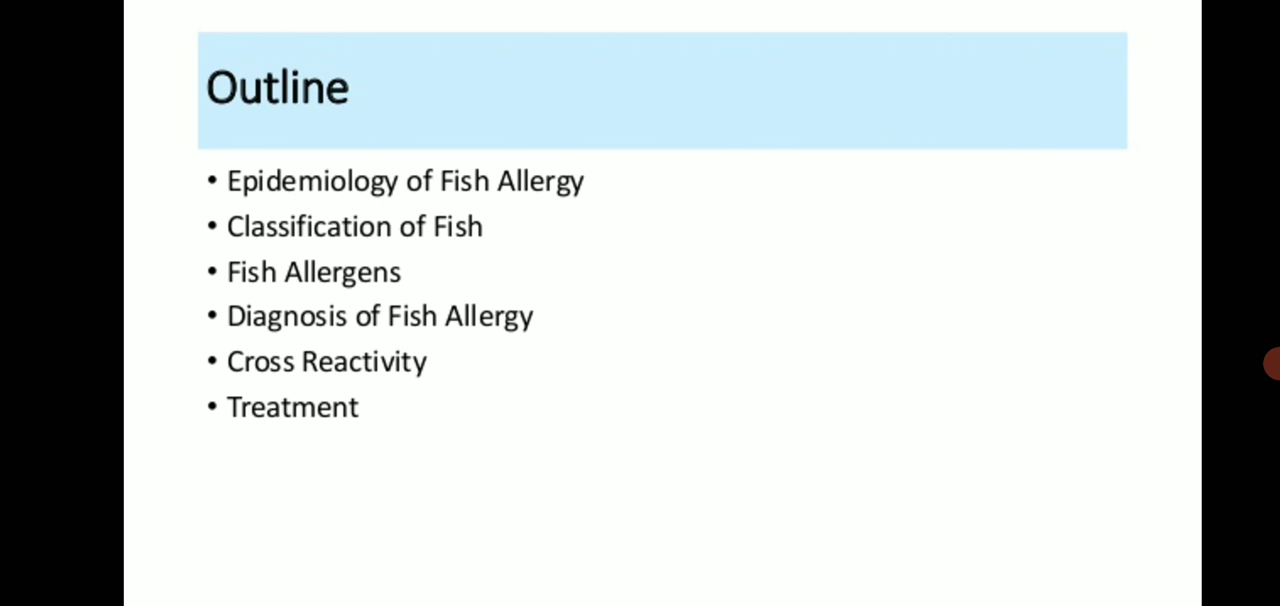 Outline
• Epidemiology of Fish Allergy
• Classification of Fish
• Fish Allergens
• Diagnosis of Fish Allergy
• Cross Reactivity
• Treatment